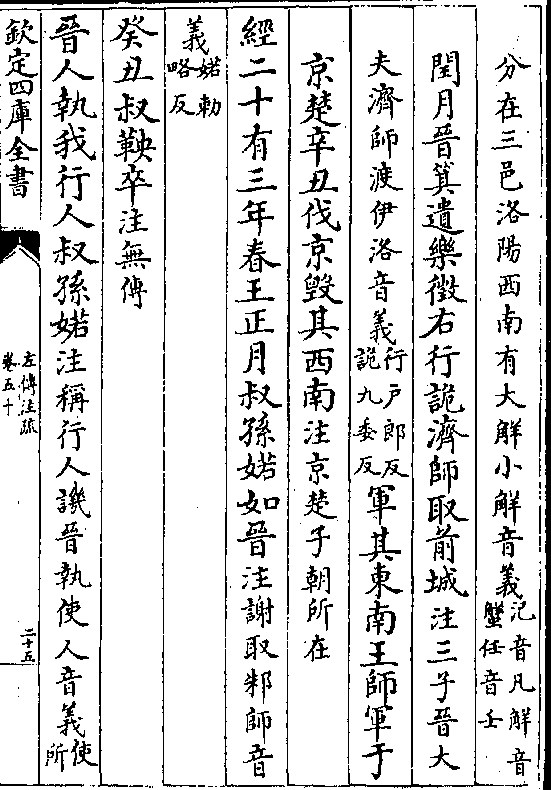 分在三邑洛陽西南有大解小解音義汜音凡解音
蟹任音壬
閏月晉箕遺樂徵右行詭濟師取前城注三子晉大
夫濟師渡伊洛音義行户郎反
詭九委反軍其東南王師軍于
京楚辛丑伐京毀其西南注京楚子朝所在
經二十有三年春王正月叔孫婼如晉注謝取邾師音
義婼勅
略反
癸丑叔鞅卒注無傳
晉人執我行人叔孫婼注稱行人譏晉執使人音義使
所
欽定四庫全書
左傳注疏
卷五十
二十五